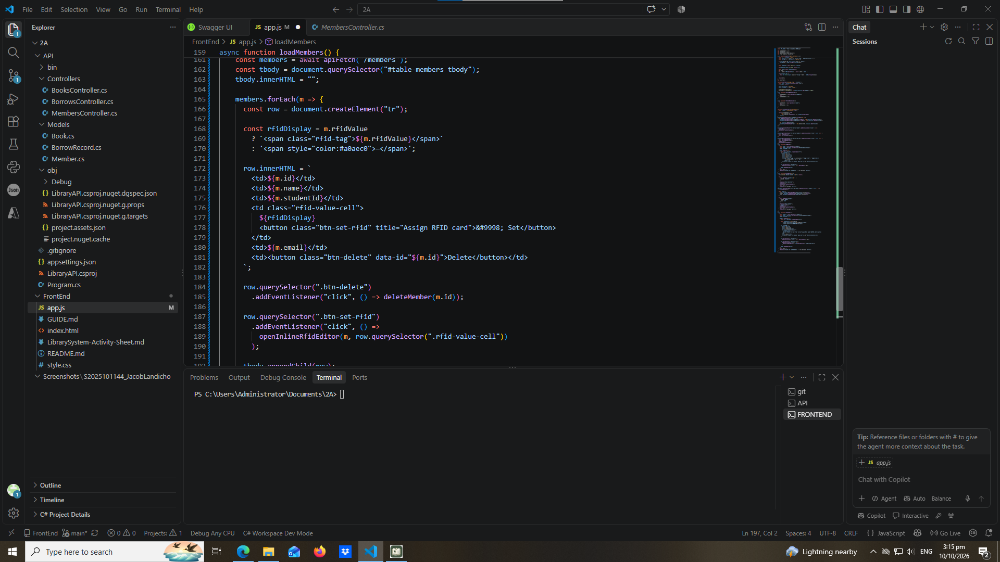 File Edit Selection View Go Run Terminal Help
2A
Explorer
2A
API
bin
Controllers
BooksController.cs
BorrowsController.cs
MembersController.cs
Models
Book.cs
BorrowRecord.cs
Member.cs
obj
Debug
LibraryAPI.csproj.nuget.dgspec.json
LibraryAPI.csproj.nuget.g.props
LibraryAPI.csproj.nuget.g.targets
project.assets.json
project.nuget.cache
.gitignore
appsettings.json
LibraryAPI.csproj
Program.cs
FrontEnd
JS app.js M
GUIDE.md
index.html
LibrarySystem-Activity-Sheet.md
README.md
style.css
Screenshots\S2025101144_JacobLandicho
Outline
Timeline
C# Project Details
Swagger UI
JS app.js M
MembersController.cs
FrontEnd > JS app.js > loadMembers
159 async function loadMembers() {
161 const members = await apiFetch("/members");
162 const tbody = document.querySelector("#table-members tbody");
163 tbody.innerHTML = "";
164
165 members.forEach(m => {
166 const row = document.createElement("tr");
167
168 const rfidDisplay = m.rfidValue
169 ? `<span class="rfid-tag">${m.rfidValue}</span>`
170 : '<span style="color:#a0aec0">—</span>';
171
172 row.innerHTML = `
173 <td>${m.id}</td>
174 <td>${m.name}</td>
175 <td>${m.studentId}</td>
176 <td class="rfid-value-cell">
177 ${rfidDisplay}
178 <button class="btn-set-rfid" title="Assign RFID card">&#9998; Set</button>
179 </td>
180 <td>${m.email}</td>
181 <td><button class="btn-delete" data-id="${m.id}">Delete</button></td>
182 `;
183
184 row.querySelector(".btn-delete")
185 .addEventListener("click", () => deleteMember(m.id));
186
187 row.querySelector(".btn-set-rfid")
188 .addEventListener("click", () =>
189 openInlineRfidEditor(m, row.querySelector(".rfid-value-cell"))
190 );
191
192 tbody.appendChild(row);
Problems Output Debug Console Terminal Ports
PS C:\Users\Administrator\Documents\2A>
git
API
FRONTEND
Chat
Sessions
Tip: Reference files or folders with # to give
the agent more context about the task.
JS app.js
Chat with Copilot
Agent Auto Balance
Copilot Interactive
FrontEnd main* 0 0 Projects: 1 Debug Any CPU C# Workspace Dev Mode
Ln 197, Col 2 Spaces: 4 UTF-8 CRLF { } JavaScript Go Live
Type here to search
Lightning nearby
ENG
3:15 pm
10/10/2026
2